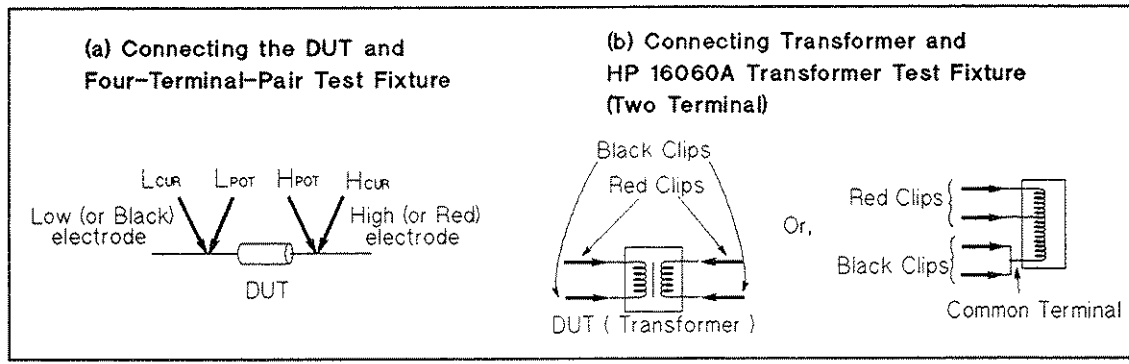 (a) Connecting the DUT and
Four-Terminal-Pair Test Fixture
LCUR LPOT HPOT HCUR
Low (or Black)
electrode
High (or Red)
electrode
DUT
(b) Connecting Transformer and
HP 16060A Transformer Test Fixture
(Two Terminal)
Black Clips
Red Clips
DUT ( Transformer )
Or,
Red Clips
Black Clips
Common Terminal